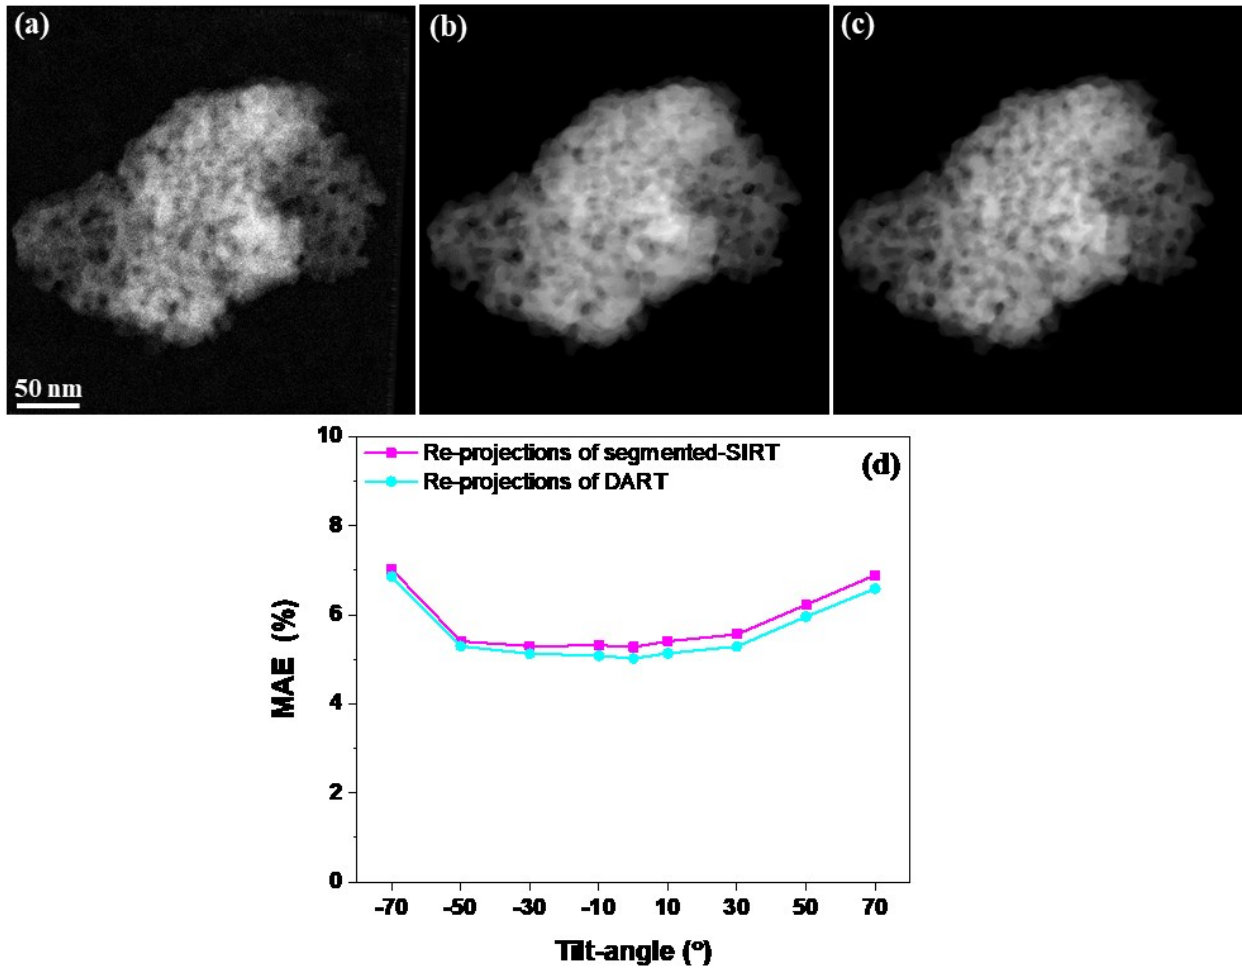 (a)
(b)
(c)
50 nm
10
Re-projections of segmented-SIRT
(d)
Re-projections of DART
8
6
MAE (%)
4
2
0
-70 -50 -30 -10 10 30 50 70
Tilt-angle (º)